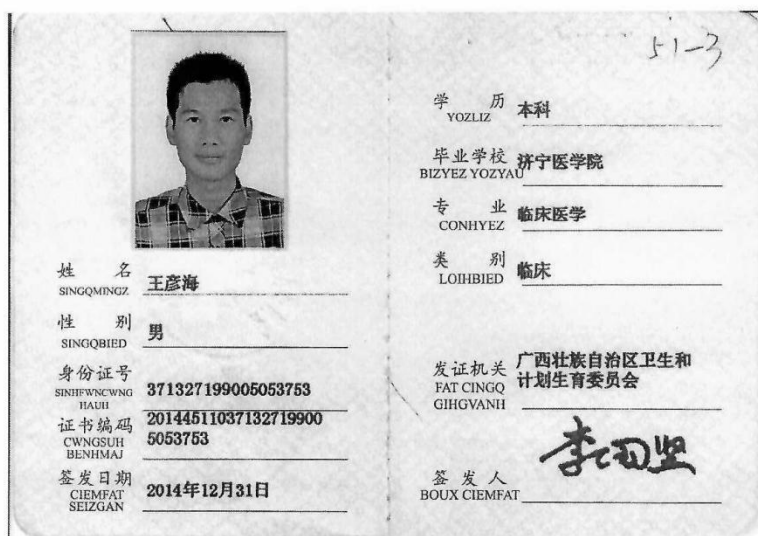 姓 名 王彦海
SINGQMINGZ
性 别 男
SINGQBIED
身份证号 371327199005053753
SINHFWNCWNG
HAUH
证书编码 20144511037132719900
CWNGSUH 5053753
BENHMAJ
签发日期 2014年12月31日
CIEMFAT
SEIZGAN
51-3
学 历 本科
YOZLIZ
毕业学校 济宁医学院
BIZYEZ YOZYAU
专 业 临床医学
CONHYEZ
类 别 临床
LOIHBIED
发证机关 广西壮族自治区卫生和
FAT CINGQ 计划生育委员会
GIHGVANH
签 发 人
BOUX CIEMFAT